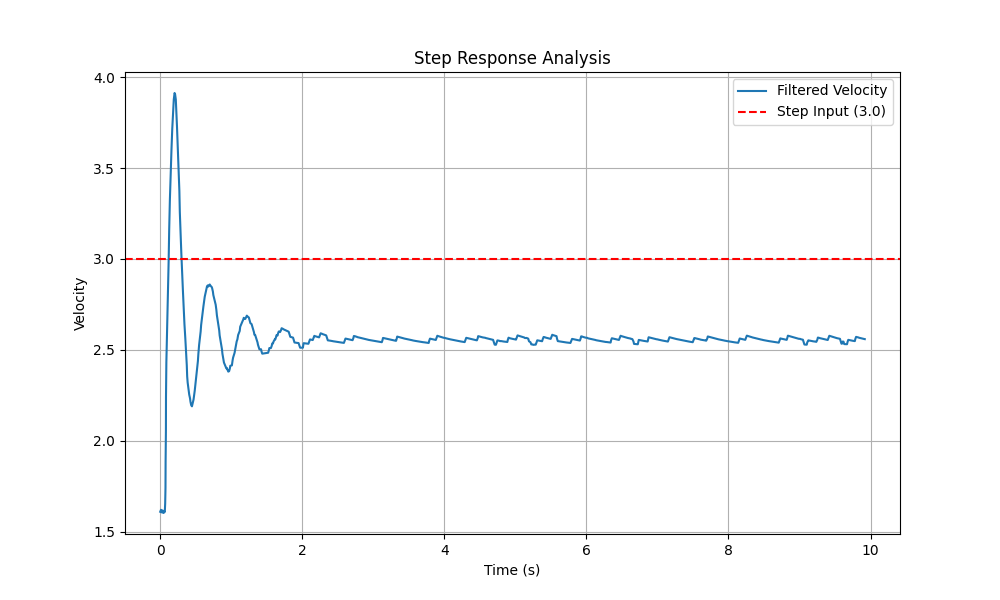 Step Response Analysis
Filtered Velocity
Step Input (3.0)
Velocity
4.0
3.5
3.0
2.5
2.0
1.5
0 2 4 6 8 10
Time (s)